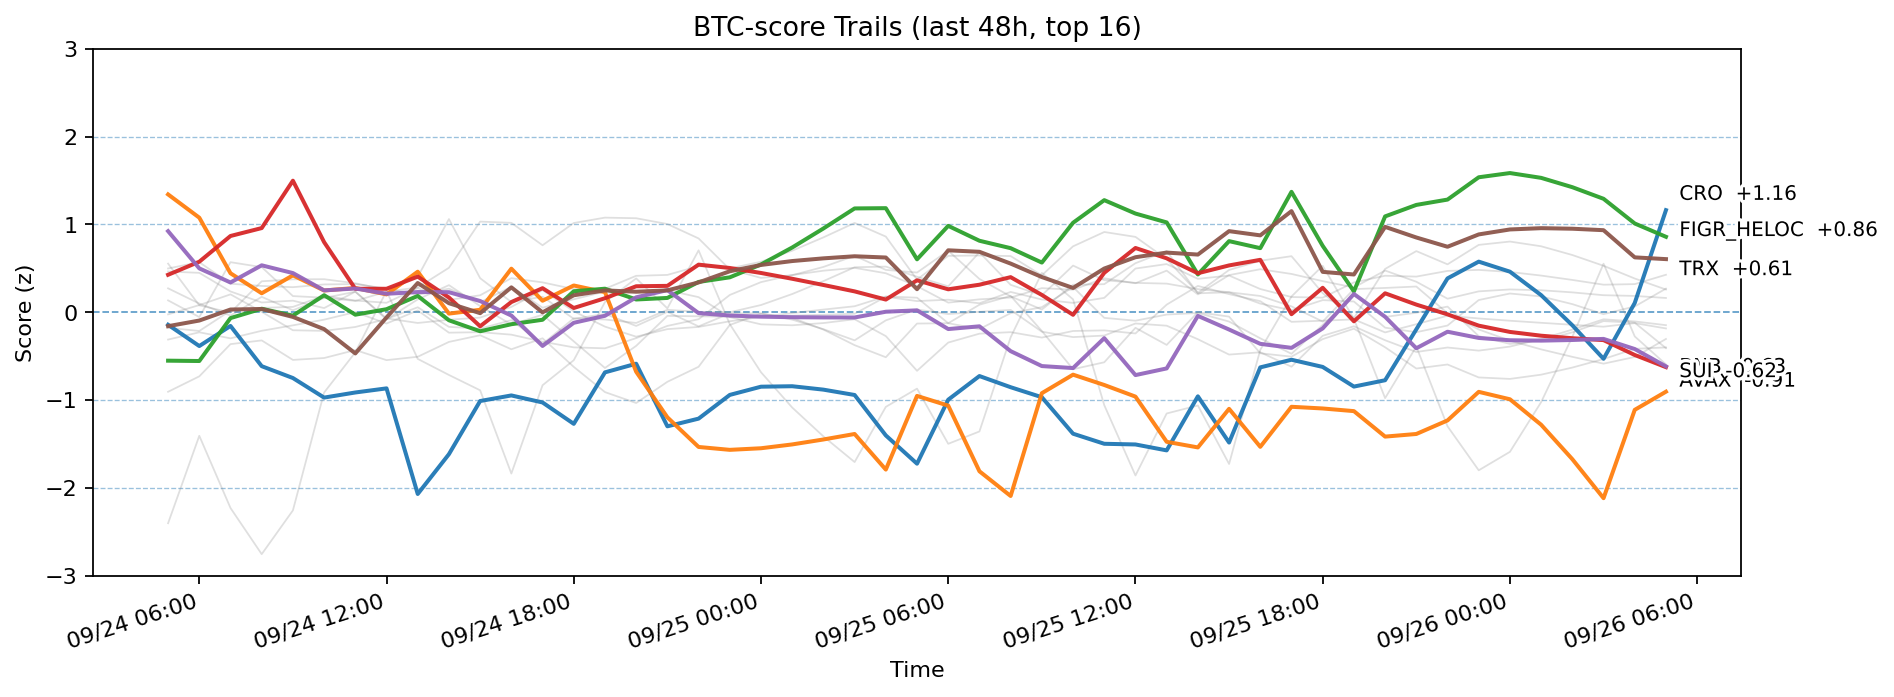 BTC-score Trails (last 48h, top 16)
Score (z)
3
2
1
0
−1
−2
−3
CRO +1.16
FIGR_HELOC +0.86
TRX +0.61
SUI -0.62
AVAX -0.91
09/24 06:00
09/24 12:00
09/24 18:00
09/25 00:00
09/25 06:00
09/25 12:00
09/25 18:00
09/26 00:00
09/26 06:00
Time